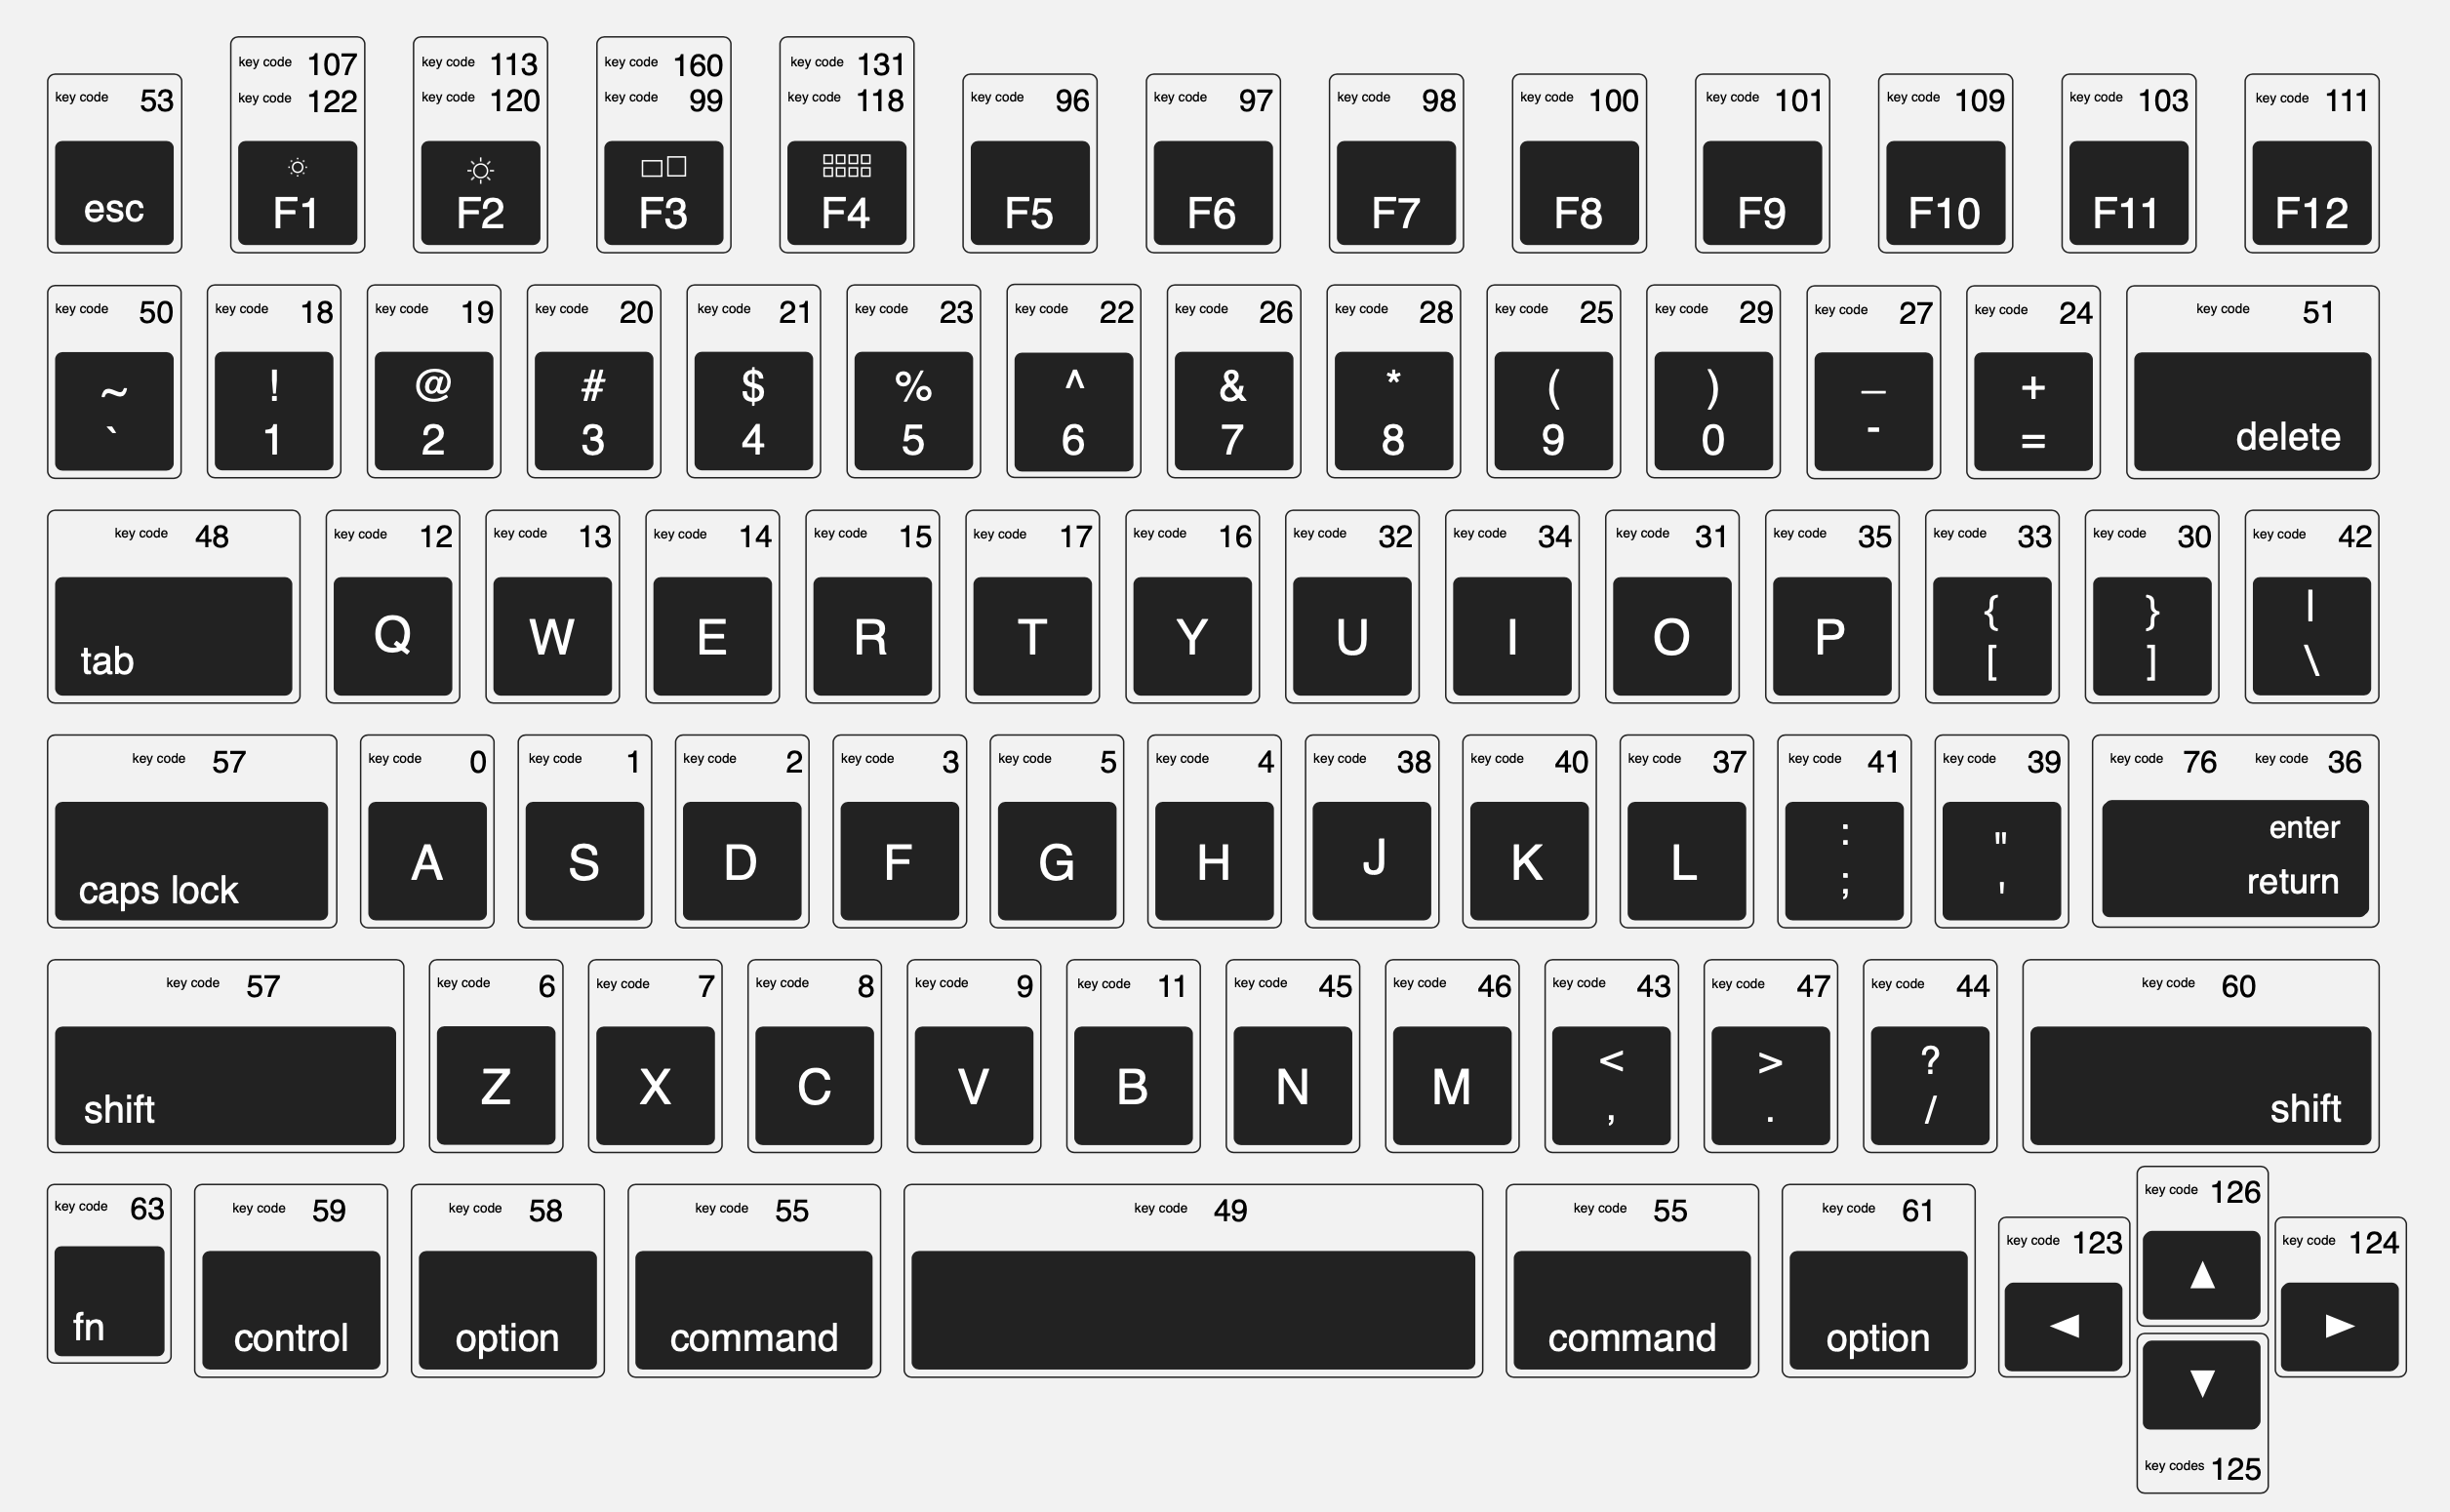 key code 53
esc
key code 107
key code 122
F1
key code 113
key code 120
F2
key code 160
key code 99
F3
key code 131
key code 118
F4
key code 96
F5
key code 97
F6
key code 98
F7
key code 100
F8
key code 101
F9
key code 109
F10
key code 103
F11
key code 111
F12
key code 50
~
`
key code 18
!
1
key code 19
@
2
key code 20
#
3
key code 21
$
4
key code 23
%
5
key code 22
^
6
key code 26
&
7
key code 28
*
8
key code 25
(
9
key code 29
)
0
key code 27
_
-
key code 24
+
=
key code 51
delete
key code 48
tab
key code 12
Q
key code 13
W
key code 14
E
key code 15
R
key code 17
T
key code 16
Y
key code 32
U
key code 34
I
key code 31
O
key code 35
P
key code 33
{
[
key code 30
}
]
key code 42
|
\
key code 57
caps lock
key code 0
A
key code 1
S
key code 2
D
key code 3
F
key code 5
G
key code 4
H
key code 38
J
key code 40
K
key code 37
L
key code 41
:
;
key code 39
"
'
key code 76 key code 36
enter
return
key code 57
shift
key code 6
Z
key code 7
X
key code 8
C
key code 9
V
key code 11
B
key code 45
N
key code 46
M
key code 43
<
,
key code 47
>
.
key code 44
?
/
key code 60
shift
key code 63
fn
key code 59
control
key code 58
option
key code 55
command
key code 49
key code 55
command
key code 61
option
key code 123
key code 126
key code 124
key codes 125